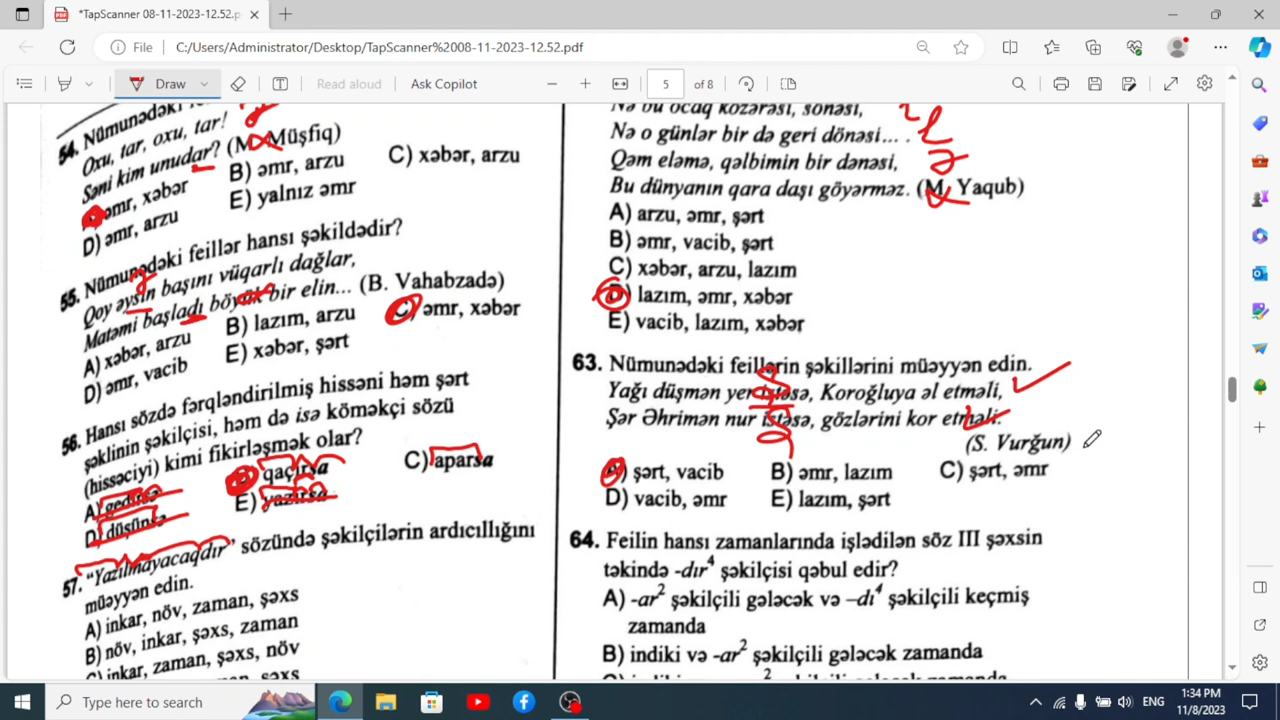 *TapScanner 08-11-2023-12.52.p
File
C:/Users/Administrator/Desktop/TapScanner%2008-11-2023-12.52.pdf
Draw
Read aloud
Ask Copilot
5
of 8
54. Nümunədəki
Oxu, tar, oxu, tar!
Səni kim unudar? (M. Müşfiq)
əmr, xəbər
B) əmr, arzu
C) xəbər, arzu
D) əmr, arzu
E) yalnız əmr
55. Nümunədəki feillər hansı şəkildədir?
Qoy əysin başını vüqarlı dağlar,
Matəmi başladı böyük bir elin... (B. Vahabzadə)
A) xəbər, arzu
B) lazım, arzu
C) əmr, xəbər
D) əmr, vacib
E) xəbər, şərt
56. Hansı sözdə fərqləndirilmiş hissəni həm şərt
şəklinin şəkilçisi, həm də isə köməkçi sözü
(hissəciyi) kimi fikirləşmək olar?
A) gedirsə
qaçırsa
C) aparsa
D) düşünsə
E) yazırsa
57. "Yazılmayacaqdır" sözündə şəkilçilərin ardıcıllığını
müəyyən edin.
A) inkar, növ, zaman, şəxs
B) növ, inkar, şəxs, zaman
C) inkar, zaman, şəxs, növ
Nə bu ocaq közərəsi, sönəsi,
Nə o günlər bir də geri dönəsi... .
Qəm eləmə, qəlbimin bir dənəsi,
Bu dünyanın qara daşı göyərməz. (M. Yaqub)
A) arzu, əmr, şərt
B) əmr, vacib, şərt
C) xəbər, arzu, lazım
D) lazım, əmr, xəbər
E) vacib, lazım, xəbər
63. Nümunədəki feillərin şəkillərini müəyyən edin.
Yağı düşmən yer istəsə, Koroğluya əl etməli,
Şər Əhrimən nur istəsə, gözlərini kor etməli.
(S. Vurğun)
A) şərt, vacib
B) əmr, lazım
C) şərt, əmr
D) vacib, əmr
E) lazım, şərt
64. Feilin hansı zamanlarında işlədilən söz III şəxsin
təkində -dır⁴ şəkilçisi qəbul edir?
A) -ar² şəkilçili gələcək və –dı⁴ şəkilçili keçmiş
zamanda
B) indiki və -ar² şəkilçili gələcək zamanda
Type here to search
ENG
1:34 PM
11/8/2023